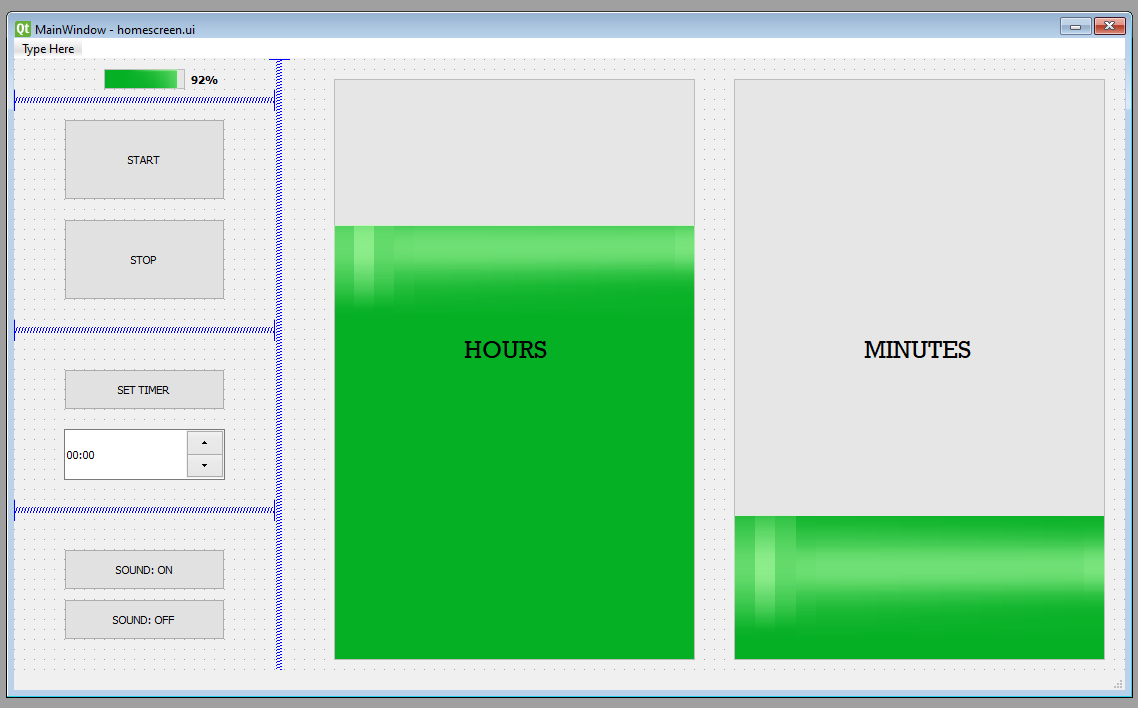 Qt MainWindow - homescreen.ui
Type Here
92%
START
STOP
SET TIMER
00:00
SOUND: ON
SOUND: OFF
HOURS
MINUTES